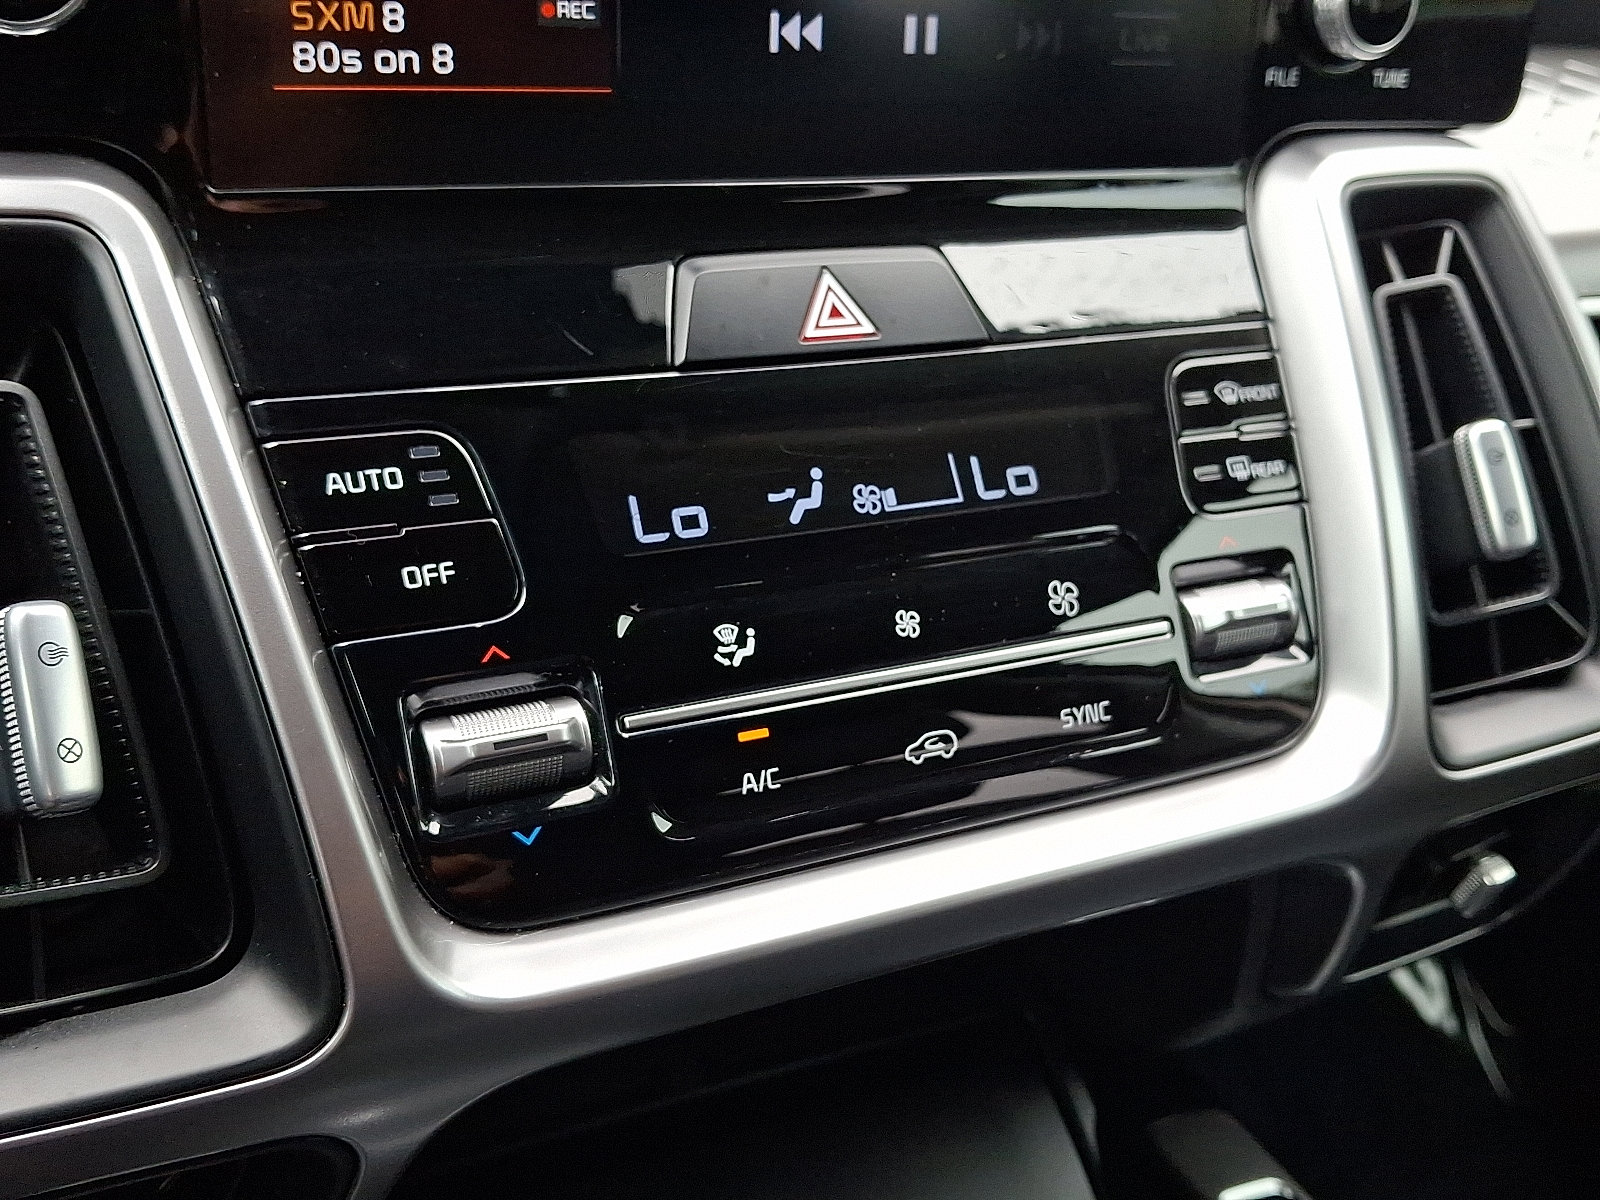 SXM 8
REC
80s on 8
FILE
TUNE
FRONT
REAR
AUTO
Lo
Lo
OFF
A/C
SYNC